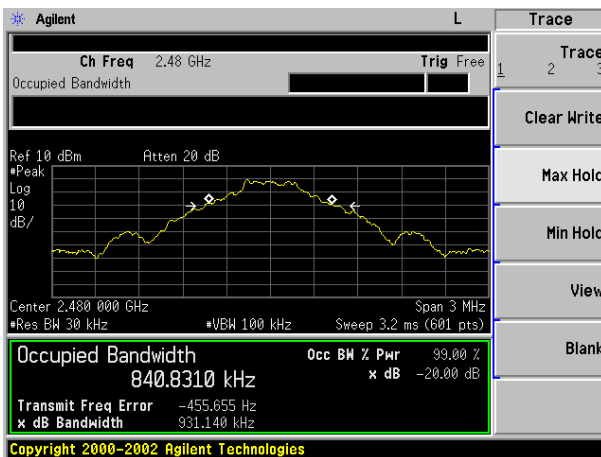 Agilent L Trace
Ch Freq 2.48 GHz Trig Free
Occupied Bandwidth
Trace
1 2 3
Clear Write
Max Hold
Min Hold
View
Blank
Ref 10 dBm Atten 20 dB
#Peak
Log
10
dB/
Center 2.480 000 GHz Span 3 MHz
#Res BW 30 kHz #VBW 100 kHz Sweep 3.2 ms (601 pts)
Occupied Bandwidth Occ BW % Pwr 99.00 %
840.8310 kHz x dB -20.00 dB
Transmit Freq Error -455.655 Hz
x dB Bandwidth 931.140 kHz
Copyright 2000-2002 Agilent Technologies